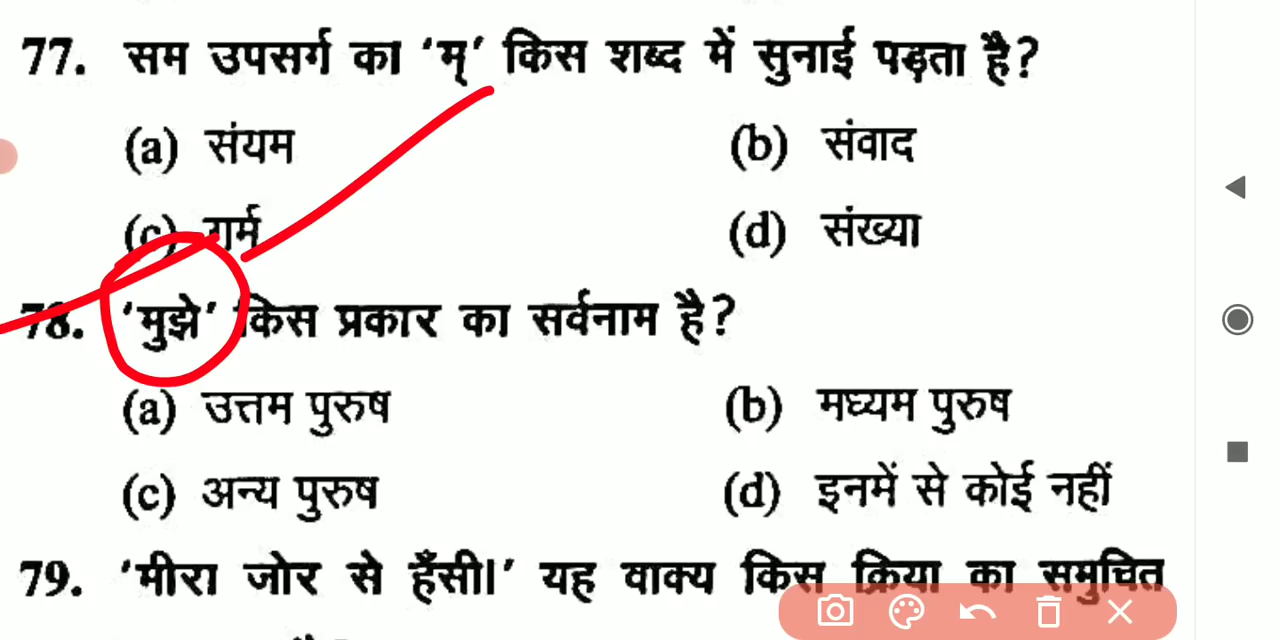 77. सम उपसर्ग का 'म्' किस शब्द में सुनाई पड़ता है?
(a) संयम (b) संवाद
(c) गर्म (d) संख्या
78. 'मुझे' किस प्रकार का सर्वनाम है?
(a) उत्तम पुरुष (b) मध्यम पुरुष
(c) अन्य पुरुष (d) इनमें से कोई नहीं
79. 'मीरा जोर से हँसी।' यह वाक्य किस क्रिया का समुचित